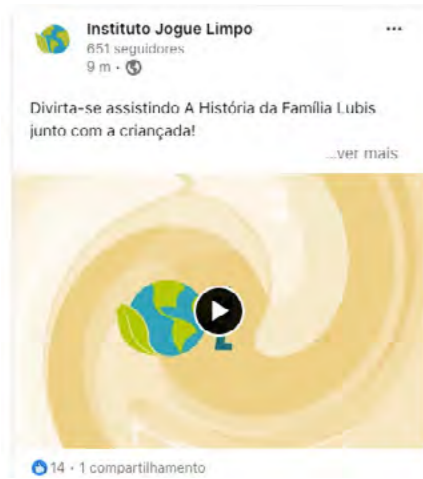 Instituto Jogue Limpo
651 seguidores
9 m •
Divirta-se assistindo A História da Família Lubis
junto com a criançada!
...ver mais
14 • 1 compartilhamento